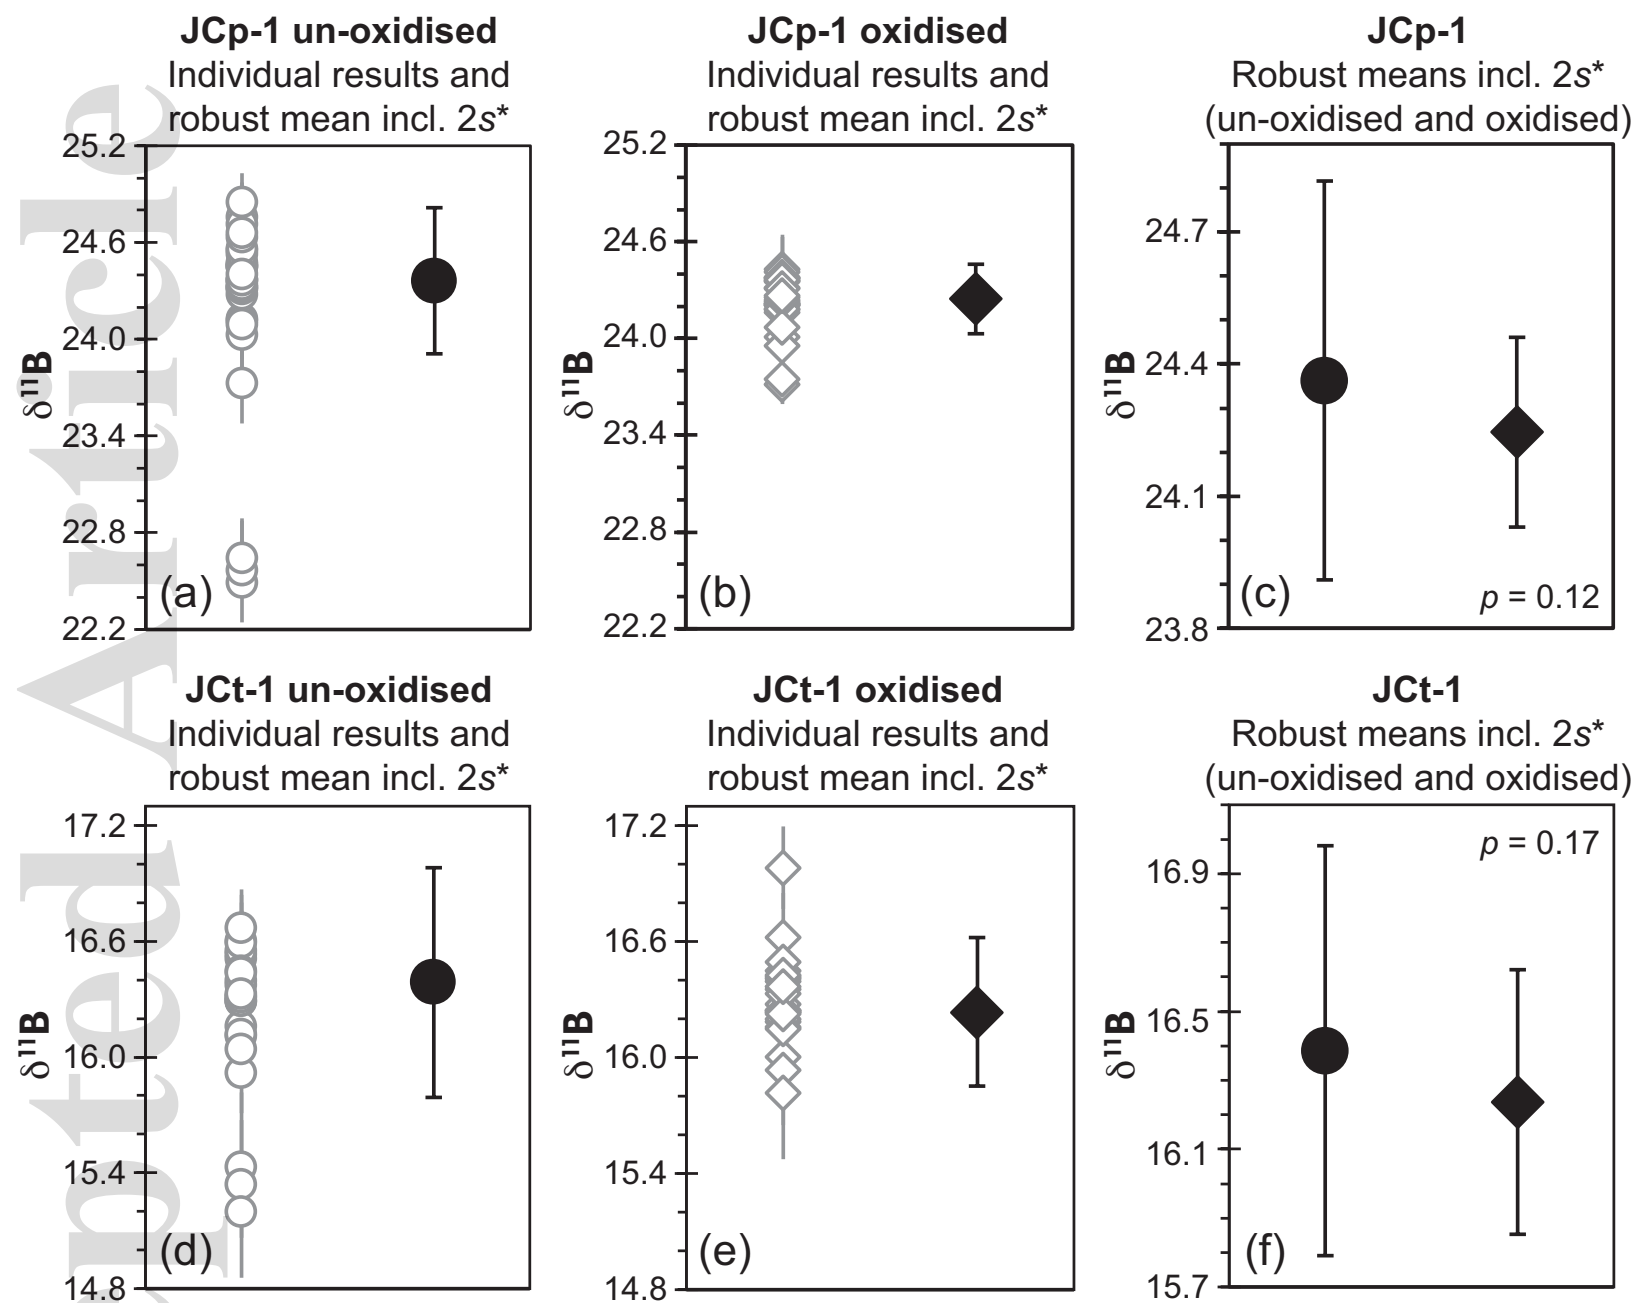 JCp-1 un-oxidised
Individual results and
robust mean incl. 2s*
25.2
24.6
24.0
23.4
22.8
22.2
δ¹¹B
(a)
JCp-1 oxidised
Individual results and
robust mean incl. 2s*
25.2
24.6
24.0
23.4
22.8
22.2
δ¹¹B
(b)
JCp-1
Robust means incl. 2s*
(un-oxidised and oxidised)
24.7
24.4
24.1
23.8
δ¹¹B
(c)
p = 0.12
JCt-1 un-oxidised
Individual results and
robust mean incl. 2s*
17.2
16.6
16.0
15.4
14.8
δ¹¹B
(d)
JCt-1 oxidised
Individual results and
robust mean incl. 2s*
17.2
16.6
16.0
15.4
14.8
δ¹¹B
(e)
JCt-1
Robust means incl. 2s*
(un-oxidised and oxidised)
p = 0.17
16.9
16.5
16.1
15.7
δ¹¹B
(f)
pted Article